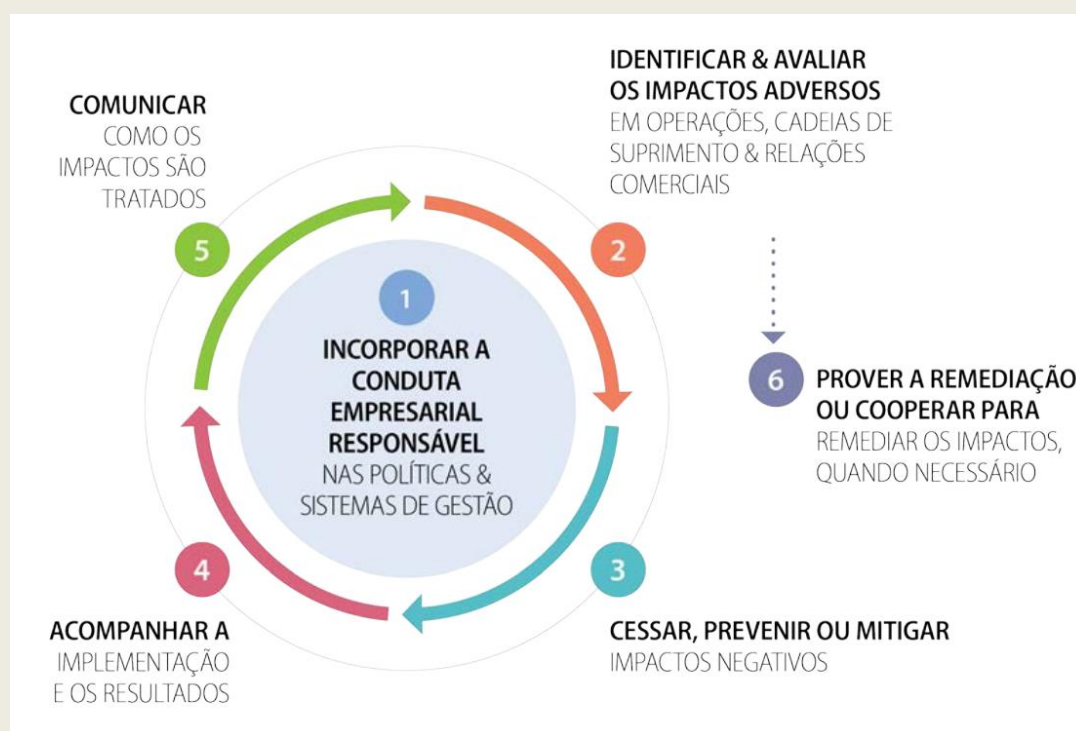 1
INCORPORAR A
CONDUTA
EMPRESARIAL
RESPONSÁVEL
NAS POLÍTICAS &
SISTEMAS DE GESTÃO
2
IDENTIFICAR & AVALIAR
OS IMPACTOS ADVERSOS
EM OPERAÇÕES, CADEIAS DE
SUPRIMENTO & RELAÇÕES
COMERCIAIS
3
CESSAR, PREVENIR OU MITIGAR
IMPACTOS NEGATIVOS
4
ACOMPANHAR A
IMPLEMENTAÇÃO
E OS RESULTADOS
5
COMUNICAR
COMO OS
IMPACTOS SÃO
TRATADOS
6
PROVER A REMEDIAÇÃO
OU COOPERAR PARA
REMEDIAR OS IMPACTOS,
QUANDO NECESSÁRIO